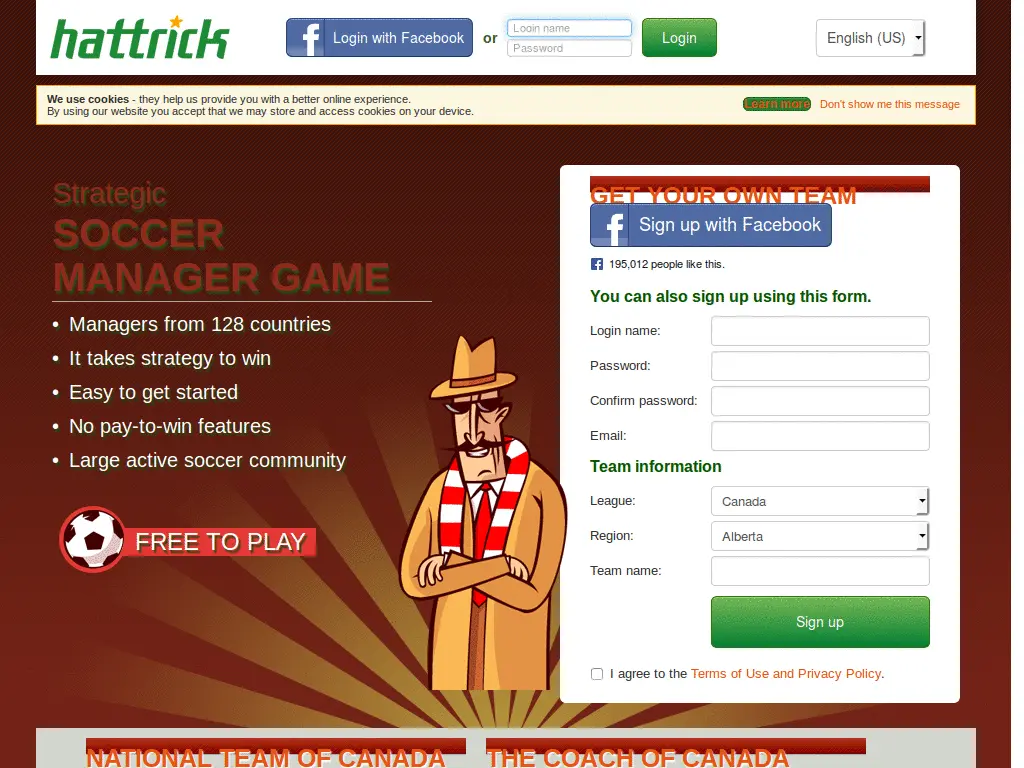 hattrick
Login with Facebook
or
Login name
Password
Login
English (US)
We use cookies - they help us provide you with a better online experience.
By using our website you accept that we may store and access cookies on your device.
Learn more
Don't show me this message
Strategic
SOCCER
MANAGER GAME
• Managers from 128 countries
• It takes strategy to win
• Easy to get started
• No pay-to-win features
• Large active soccer community
FREE TO PLAY
GET YOUR OWN TEAM
Sign up with Facebook
195,012 people like this.
You can also sign up using this form.
Login name:
Password:
Confirm password:
Email:
Team information
League:
Canada
Region:
Alberta
Team name:
Sign up
I agree to the Terms of Use and Privacy Policy.
NATIONAL TEAM OF CANADA
THE COACH OF CANADA